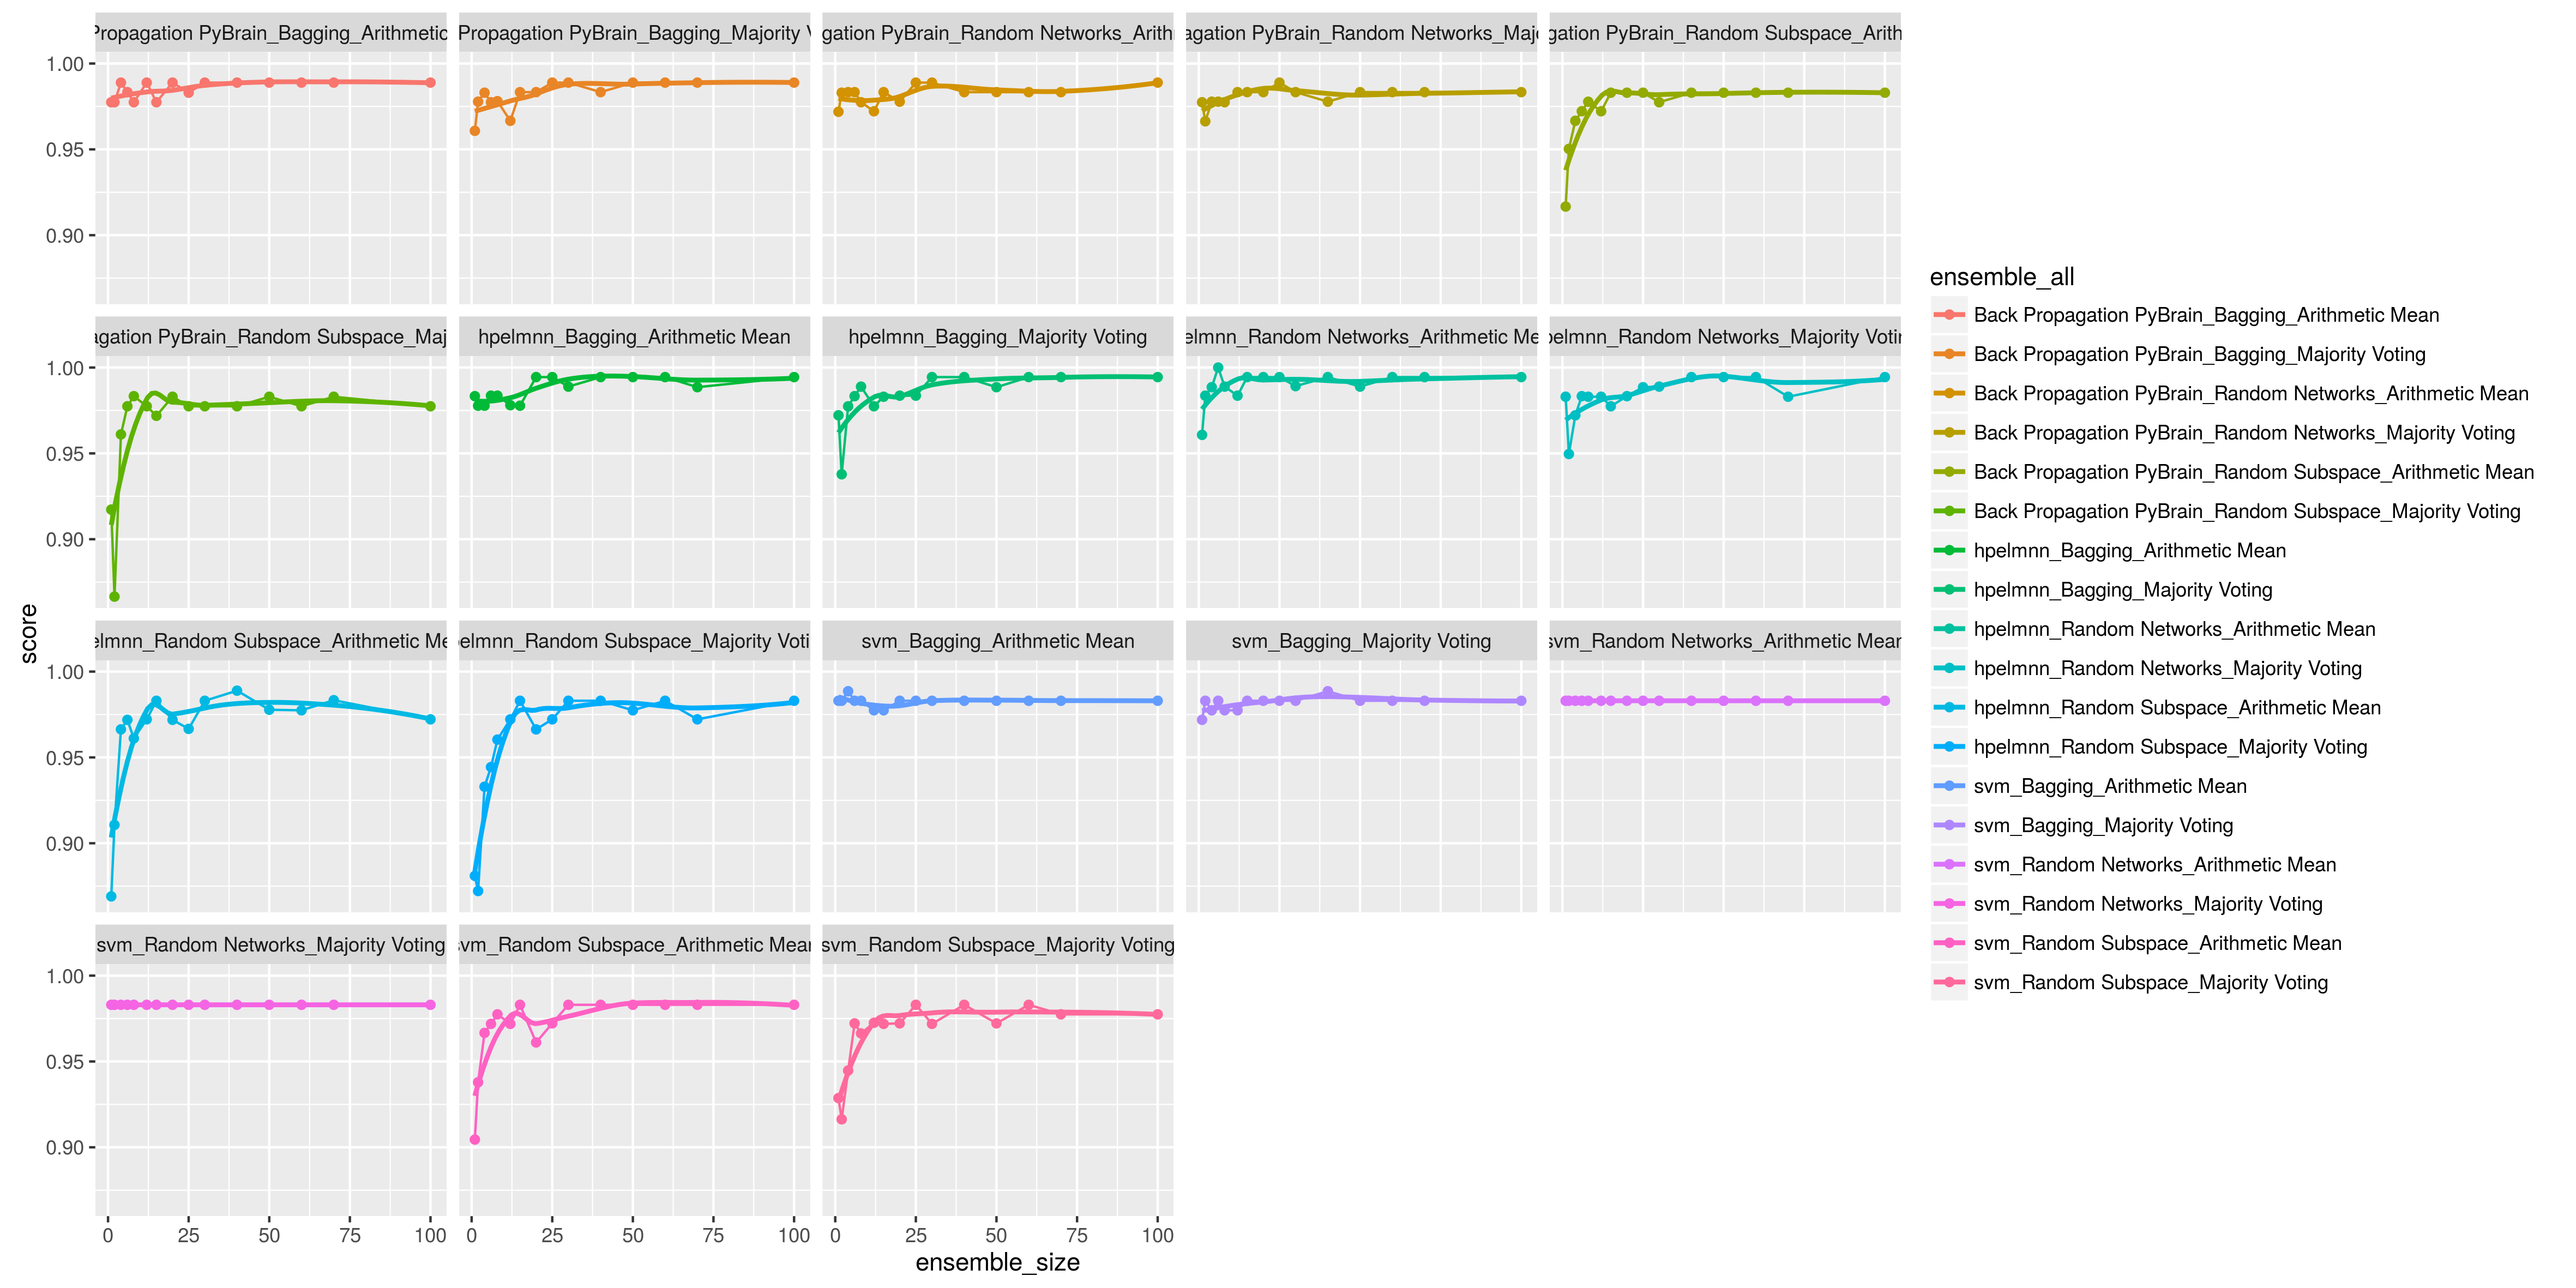 Propagation PyBrain_Bagging_Arithmetic
Propagation PyBrain_Bagging_Majority V
gation PyBrain_Random Networks_Arith
agation PyBrain_Random Networks_Majo
gation PyBrain_Random Subspace_Arith
1.00
0.95
0.90
agation PyBrain_Random Subspace_Maj
hpelmnn_Bagging_Arithmetic Mean
hpelmnn_Bagging_Majority Voting
elmnn_Random Networks_Arithmetic Me
pelmnn_Random Networks_Majority Votin
1.00
0.95
0.90
elmnn_Random Subspace_Arithmetic Me
pelmnn_Random Subspace_Majority Voti
svm_Bagging_Arithmetic Mean
svm_Bagging_Majority Voting
svm_Random Networks_Arithmetic Mean
1.00
0.95
0.90
svm_Random Networks_Majority Voting
svm_Random Subspace_Arithmetic Mean
svm_Random Subspace_Majority Voting
1.00
0.95
0.90
0 25 50 75 100
0 25 50 75 100
0 25 50 75 100
ensemble_size
score
ensemble_all
Back Propagation PyBrain_Bagging_Arithmetic Mean
Back Propagation PyBrain_Bagging_Majority Voting
Back Propagation PyBrain_Random Networks_Arithmetic Mean
Back Propagation PyBrain_Random Networks_Majority Voting
Back Propagation PyBrain_Random Subspace_Arithmetic Mean
Back Propagation PyBrain_Random Subspace_Majority Voting
hpelmnn_Bagging_Arithmetic Mean
hpelmnn_Bagging_Majority Voting
hpelmnn_Random Networks_Arithmetic Mean
hpelmnn_Random Networks_Majority Voting
hpelmnn_Random Subspace_Arithmetic Mean
hpelmnn_Random Subspace_Majority Voting
svm_Bagging_Arithmetic Mean
svm_Bagging_Majority Voting
svm_Random Networks_Arithmetic Mean
svm_Random Networks_Majority Voting
svm_Random Subspace_Arithmetic Mean
svm_Random Subspace_Majority Voting